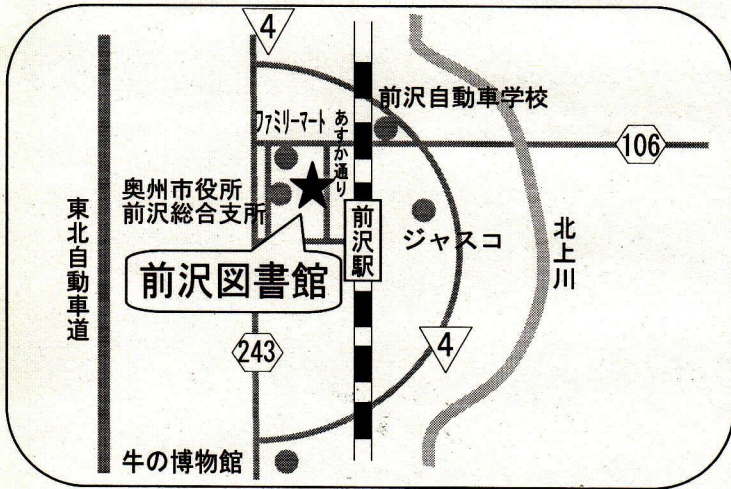 4
前沢自動車学校
ファミリーマート
あすか通り
106
奥州市役所
前沢総合支所
東北自動車道
前沢駅
ジャスコ
北上川
前沢図書館
243
4
牛の博物館